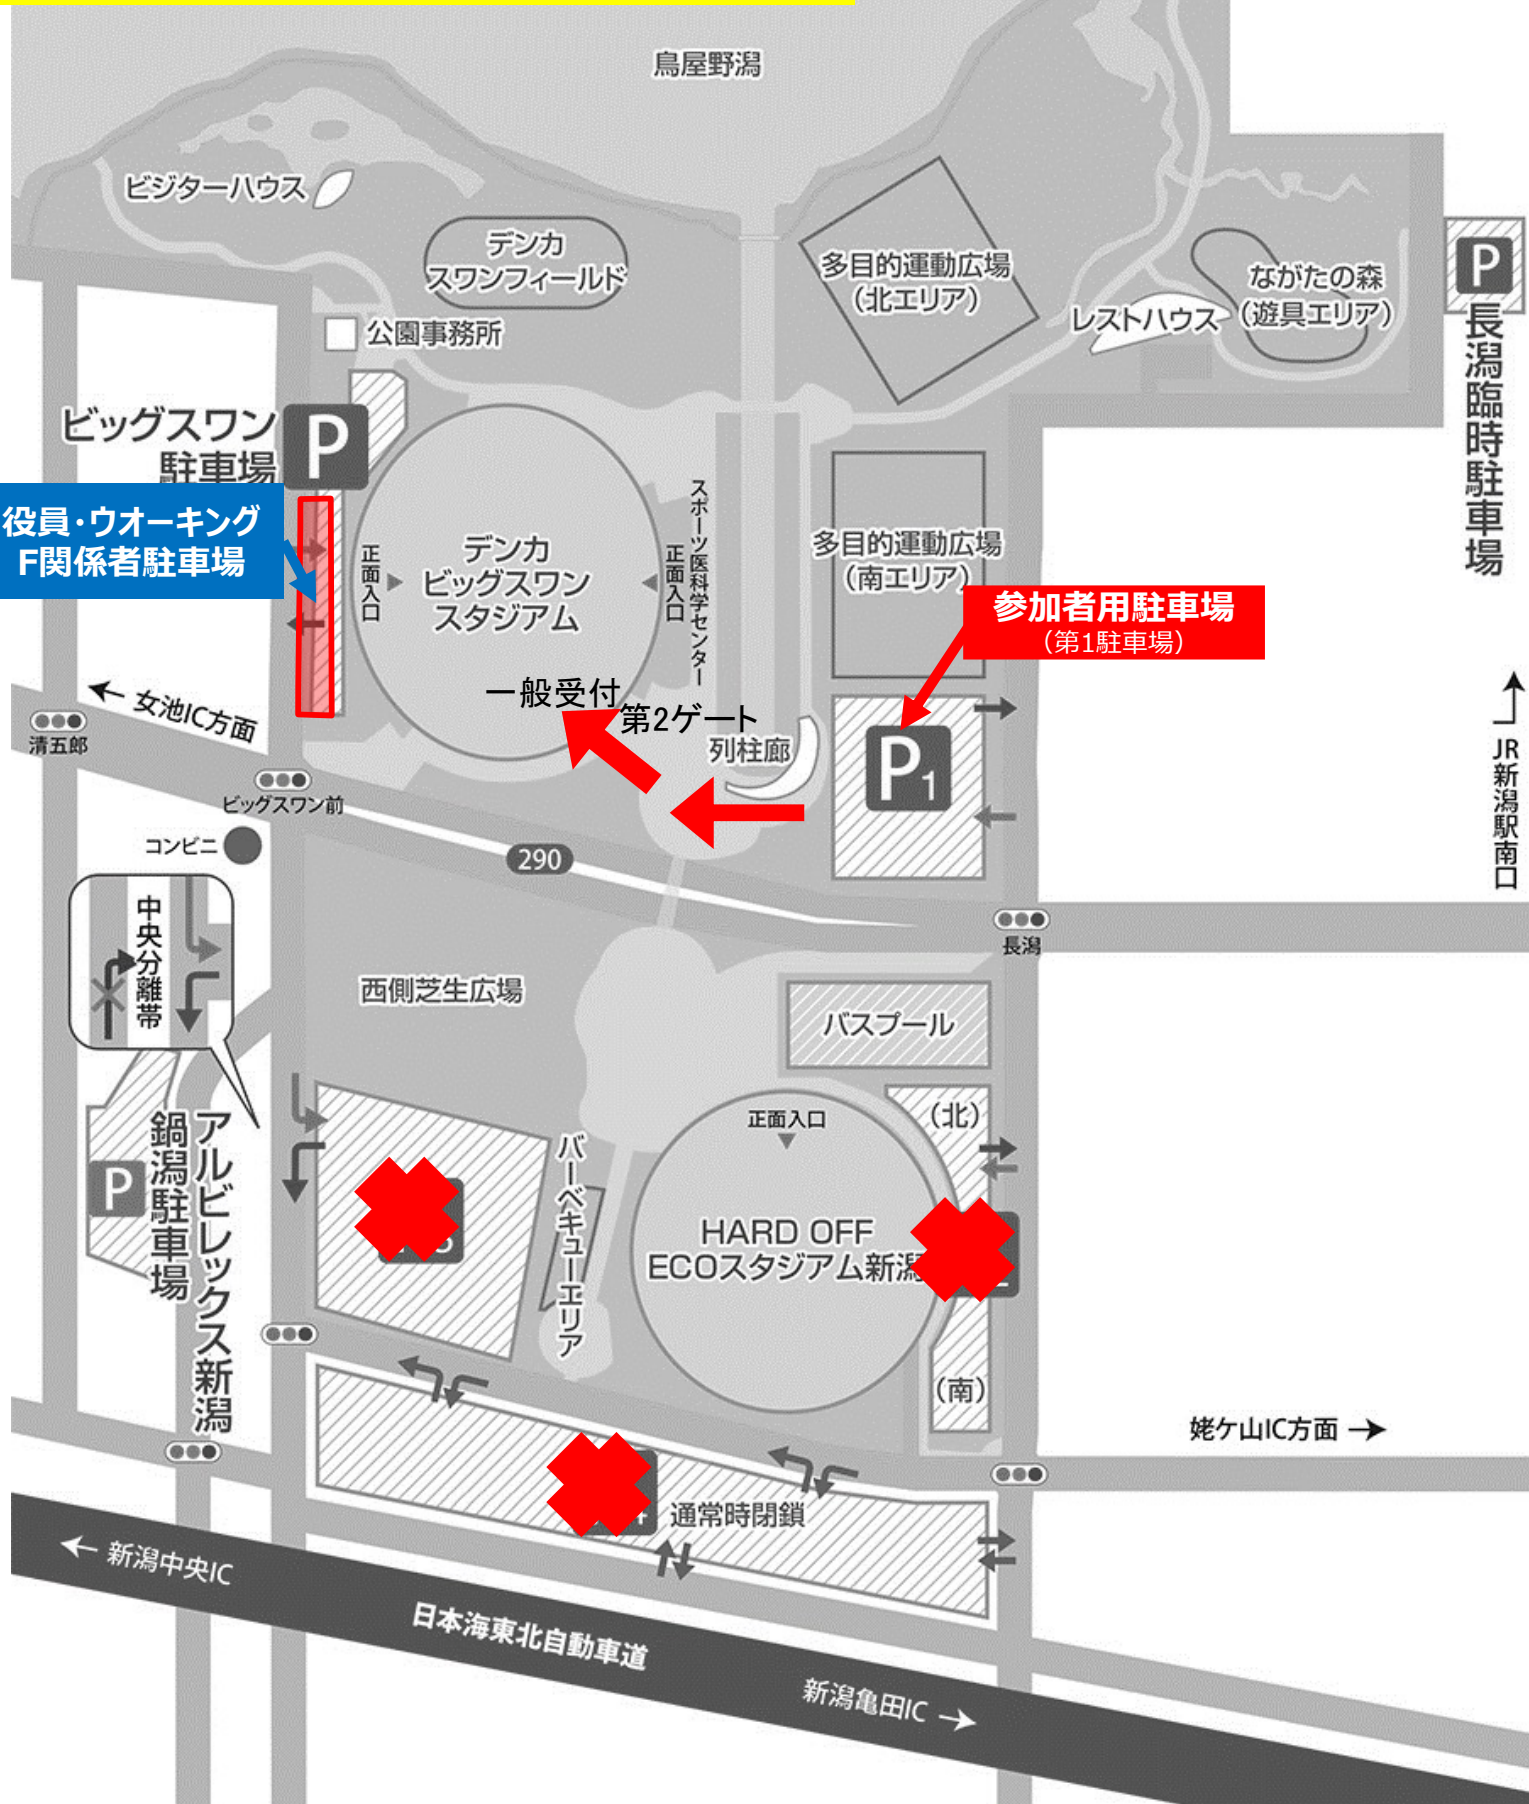 鳥屋野潟
ビジターハウス
デンカ
スワンフィールド
多目的運動広場
（北エリア）
ながたの森
（遊具エリア）
レストハウス
P
長潟臨時駐車場
公園事務所
ビッグスワン
駐車場
P
役員・ウオーキング
F関係者駐車場
正面入口
デンカ
ビッグスワン
スタジアム
正面入口
スポーツ医科学センター
多目的運動広場
（南エリア）
参加者用駐車場
（第1駐車場）
一般受付
第2ゲート
列柱廊
P1
← 女池IC方面
清五郎
ビッグスワン前
コンビニ
290
JR新潟駅南口
長潟
中央分離帯
西側芝生広場
バスプール
アルビレックス新潟
鍋潟駐車場
P
バーベキューエリア
正面入口
（北）
HARD OFF
ECOスタジアム新潟
（南）
姥ケ山IC方面 →
通常時閉鎖
← 新潟中央IC
日本海東北自動車道
新潟亀田IC →